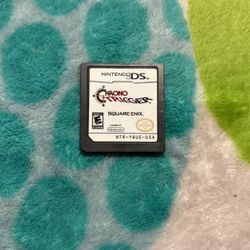 NINTENDO DS
CHRONO
TRIGGER
SQUARE ENIX
E
NTR-YQUE-USA